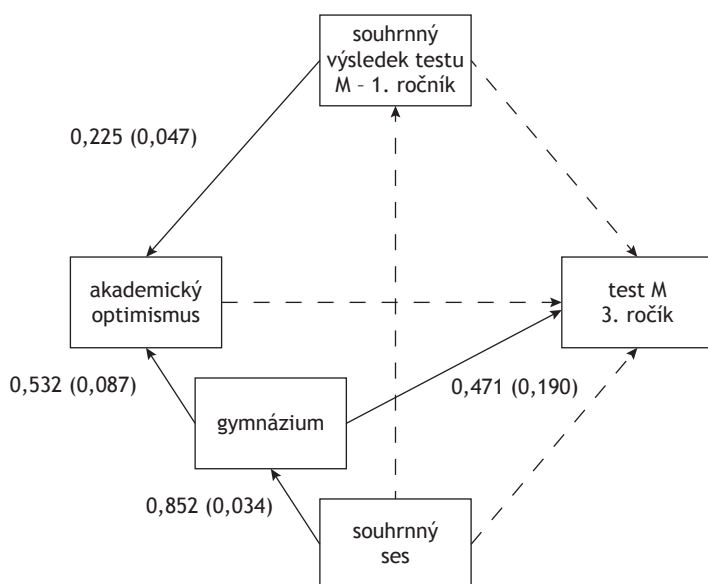 souhrnný
výsledek testu
M – 1. ročník
0,225 (0,047)
akademický
optimismus
test M
3. ročík
0,532 (0,087)
gymnázium
0,471 (0,190)
0,852 (0,034)
souhrnný
ses